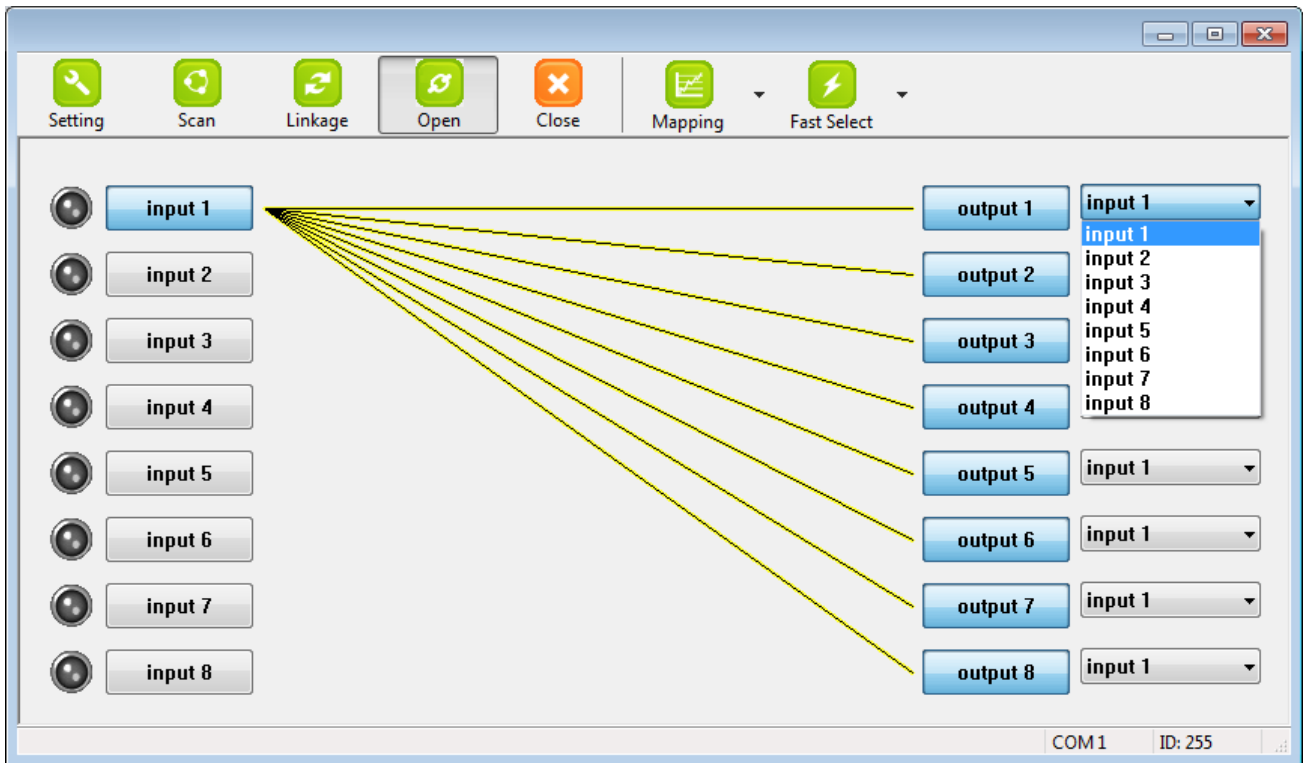 Setting Scan Linkage Open Close Mapping Fast Select
input 1 output 1 input 1
input 1
input 2 output 2 input 2
input 3
input 3 output 3 input 4
input 5
input 6
input 4 output 4 input 7
input 8
input 5 output 5 input 1
input 6 output 6 input 1
input 7 output 7 input 1
input 8 output 8 input 1
COM 1 ID: 255